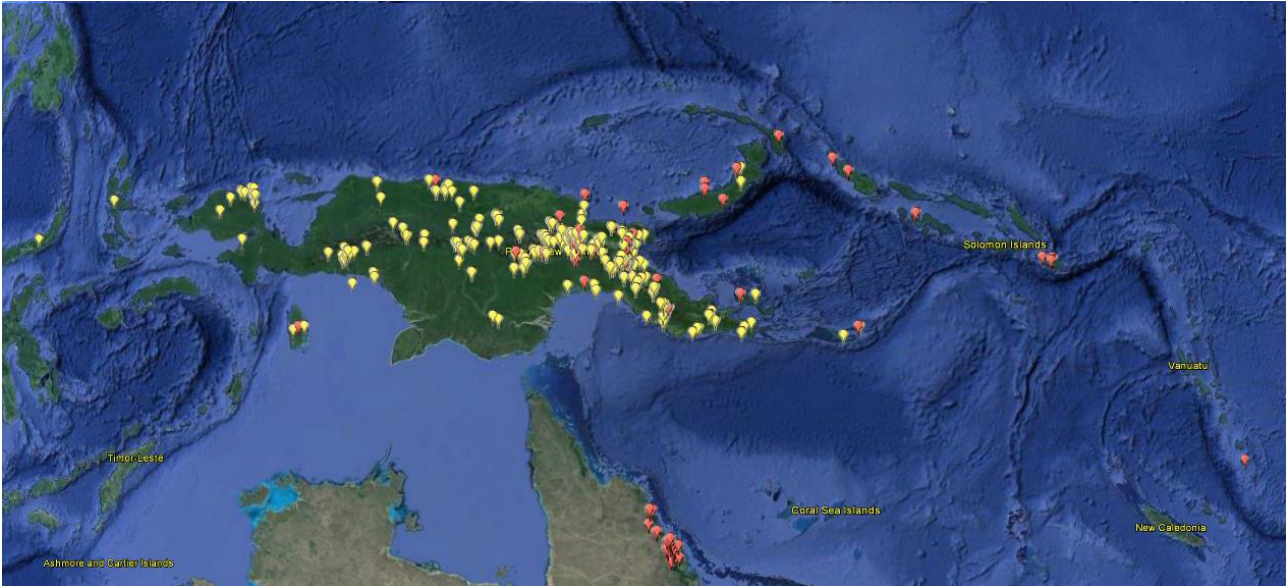 Solomon Islands
Vanuatu
Timor-Leste
Coral Sea Islands
New Caledonia
Ashmore and Cartier Islands